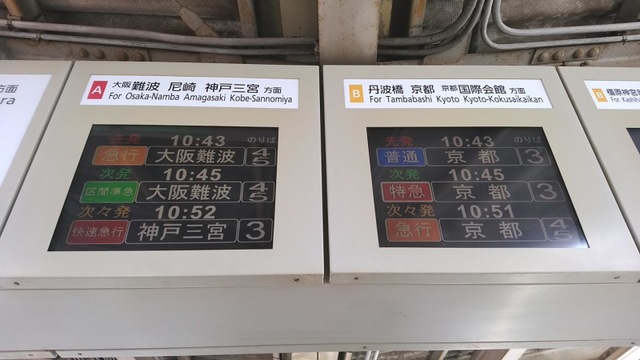 ra
A 大阪難波 尼崎 神戸三宮 方面
For Osaka-Namba Amagasaki Kobe-Sannomiya
先発 10:43 のりば
急行 大阪難波 4/5
次発 10:45
区間準急 大阪難波 4/5
次々発 10:52
快速急行 神戸三宮 3
B 丹波橋 京都 京都国際会館 方面
For Tambabashi Kyoto Kyoto-Kokusaikaikan
先発 10:43 のりば
普通 京都 3
次発 10:45
特急 京都 3
次々発 10:51
急行 京都 4/5
B 橿原神宮